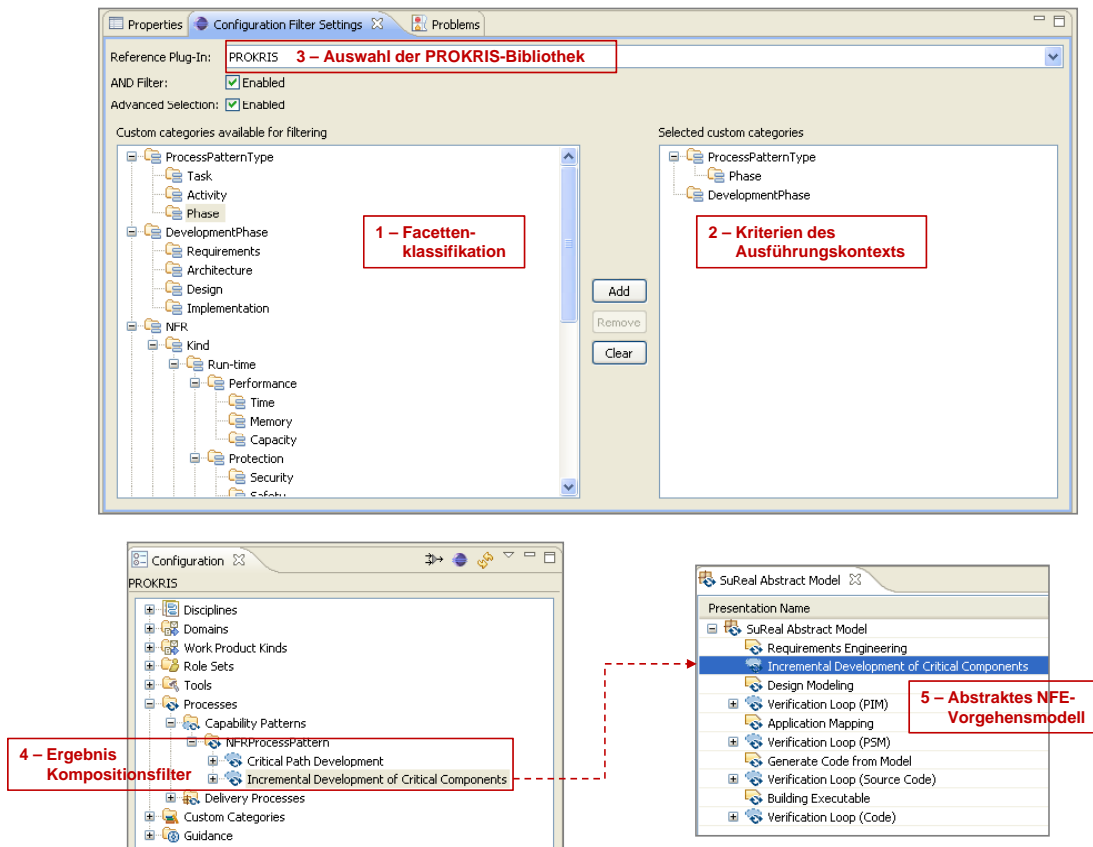 Properties Configuration Filter Settings Problems
Reference Plug-In: PROKRIS 3 – Auswahl der PROKRIS-Bibliothek
AND Filter: Enabled
Advanced Selection: Enabled
Custom categories available for filtering
ProcessPatternType
Task
Activity
Phase
DevelopmentPhase
Requirements
Architecture
Design
Implementation
NFR
Kind
Run-time
Performance
Time
Memory
Capacity
Protection
Security
Safety
1 – Facetten-
klassifikation
Add
Remove
Clear
Selected custom categories
ProcessPatternType
Phase
DevelopmentPhase
2 – Kriterien des
Ausführungskontexts
Configuration
PROKRIS
Disciplines
Domains
Work Product Kinds
Role Sets
Tools
Processes
Capability Patterns
NFRProcessPattern
Critical Path Development
Incremental Development of Critical Components
Delivery Processes
Custom Categories
Guidance
4 – Ergebnis
Kompositionsfilter
SuReal Abstract Model
Presentation Name
SuReal Abstract Model
Requirements Engineering
Incremental Development of Critical Components
Design Modeling
Verification Loop (PIM)
Application Mapping
Verification Loop (PSM)
Generate Code from Model
Verification Loop (Source Code)
Building Executable
Verification Loop (Code)
5 – Abstraktes NFE-
Vorgehensmodell